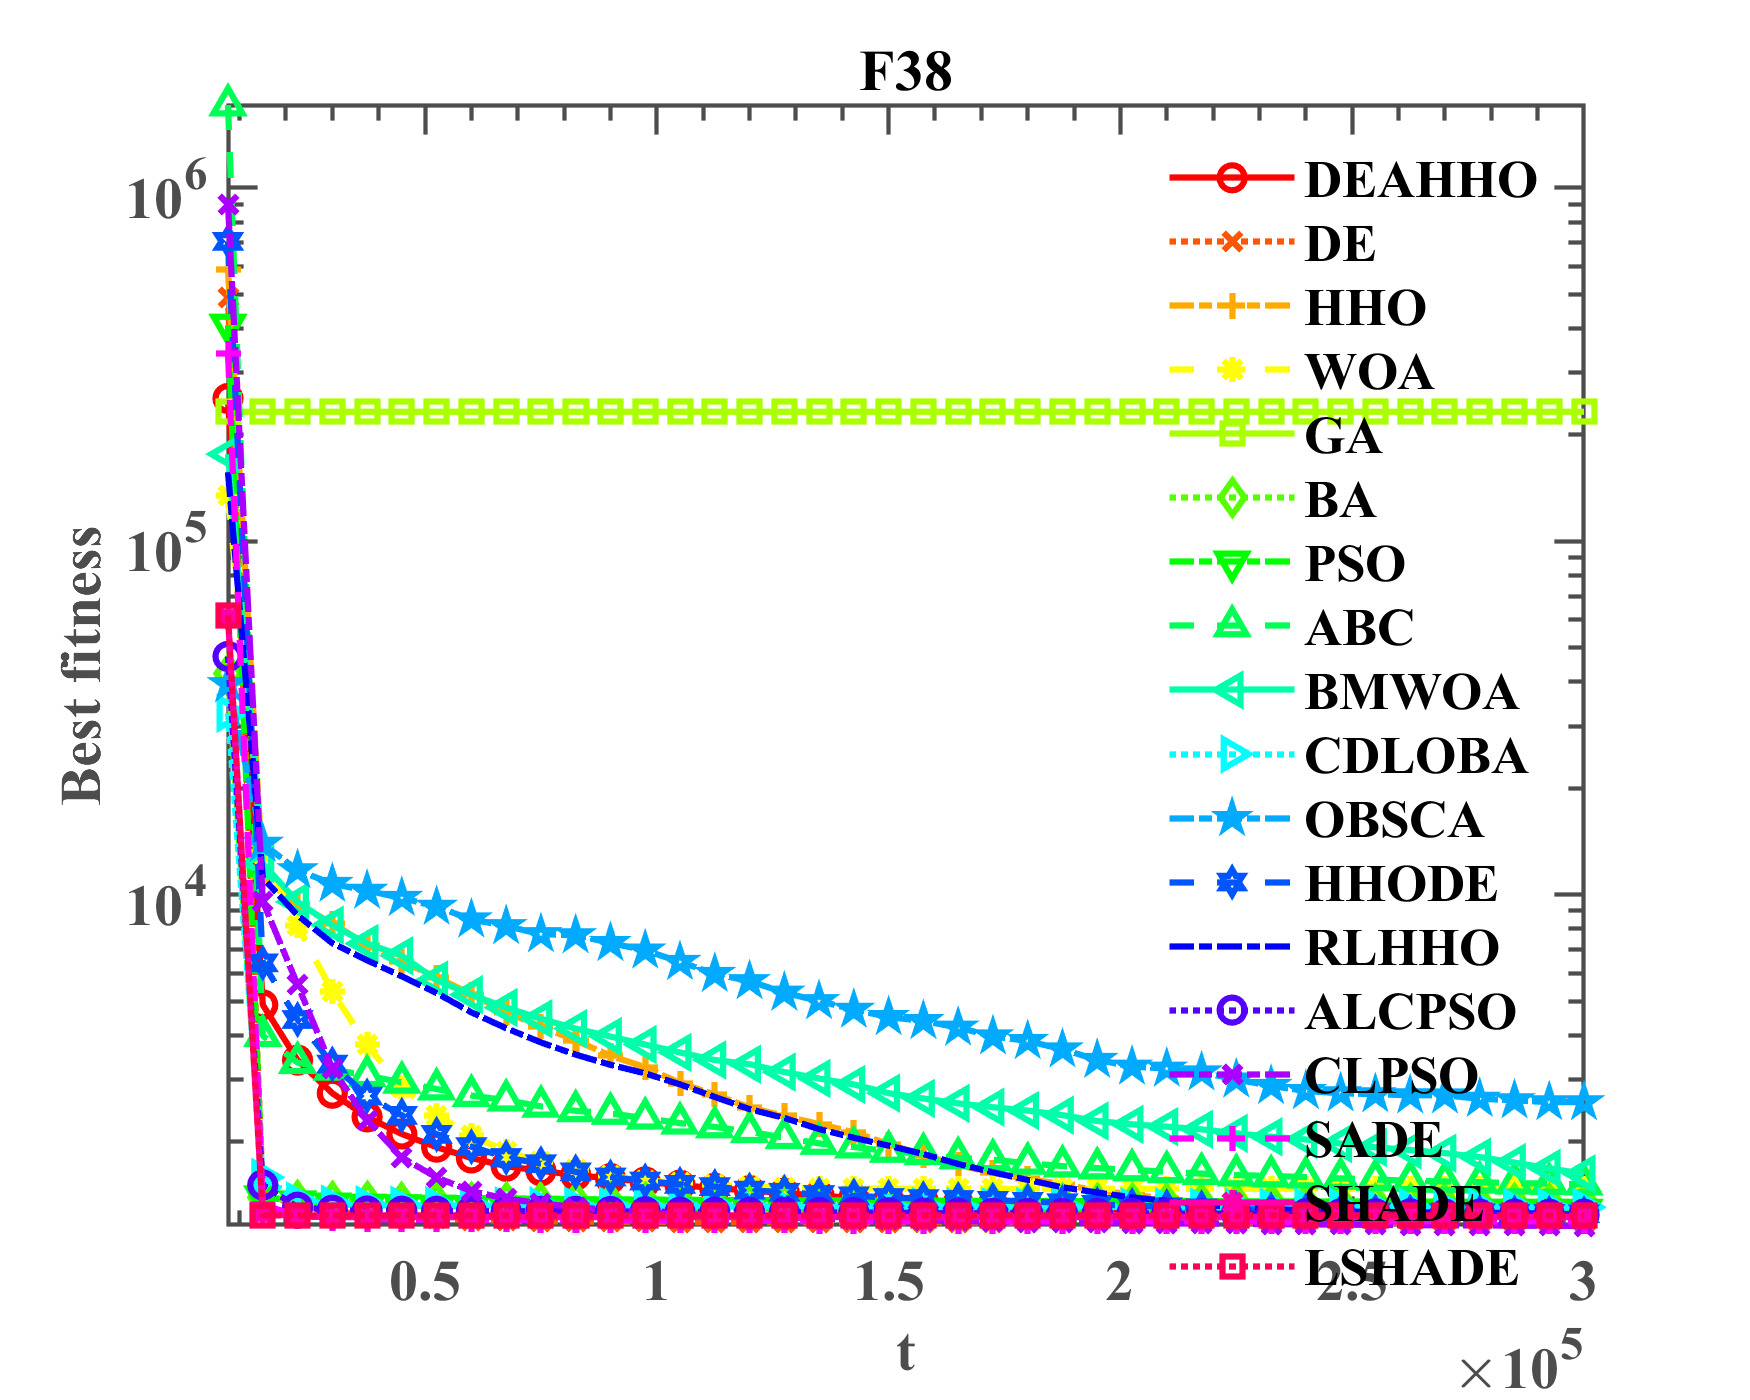 F38
10^6
10^5
10^4
Best fitness
DEAHHO
DE
HHO
WOA
GA
BA
PSO
ABC
BMWOA
CDLOBA
OBSCA
HHODE
RLHHO
ALCPSO
CLPSO
SADE
SHADE
LSHADE
0.5 1 1.5 2 2.5 3
t
×10^5